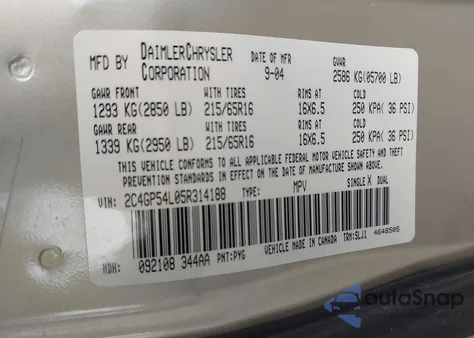 MFD BY DAIMLERCHRYSLER CORPORATION DATE OF MFR 9-04 GVWR 2586 KG(05700 LB)
GAWR FRONT WITH TIRES RIMS AT COLD
1293 KG(2850 LB) 215/65R16 16X6.5 250 KPA( 36 PSI)
GAWR REAR WITH TIRES RIMS AT COLD
1339 KG(2950 LB) 215/65R16 16X6.5 250 KPA( 36 PSI)
THIS VEHICLE CONFORMS TO ALL APPLICABLE FEDERAL MOTOR VEHICLE SAFETY AND
THEFT PREVENTION STANDARDS IN EFFECT ON THE DATE OF MANUFACTURE SHOWN ABOVE.
VIN: 2C4GP54L05R314188 TYPE: MPV SINGLE X DUAL
MDH: 092108 344AA PNT: PYG VEHICLE MADE IN CANADA TRM:SLJ1 4648505
autoSnap